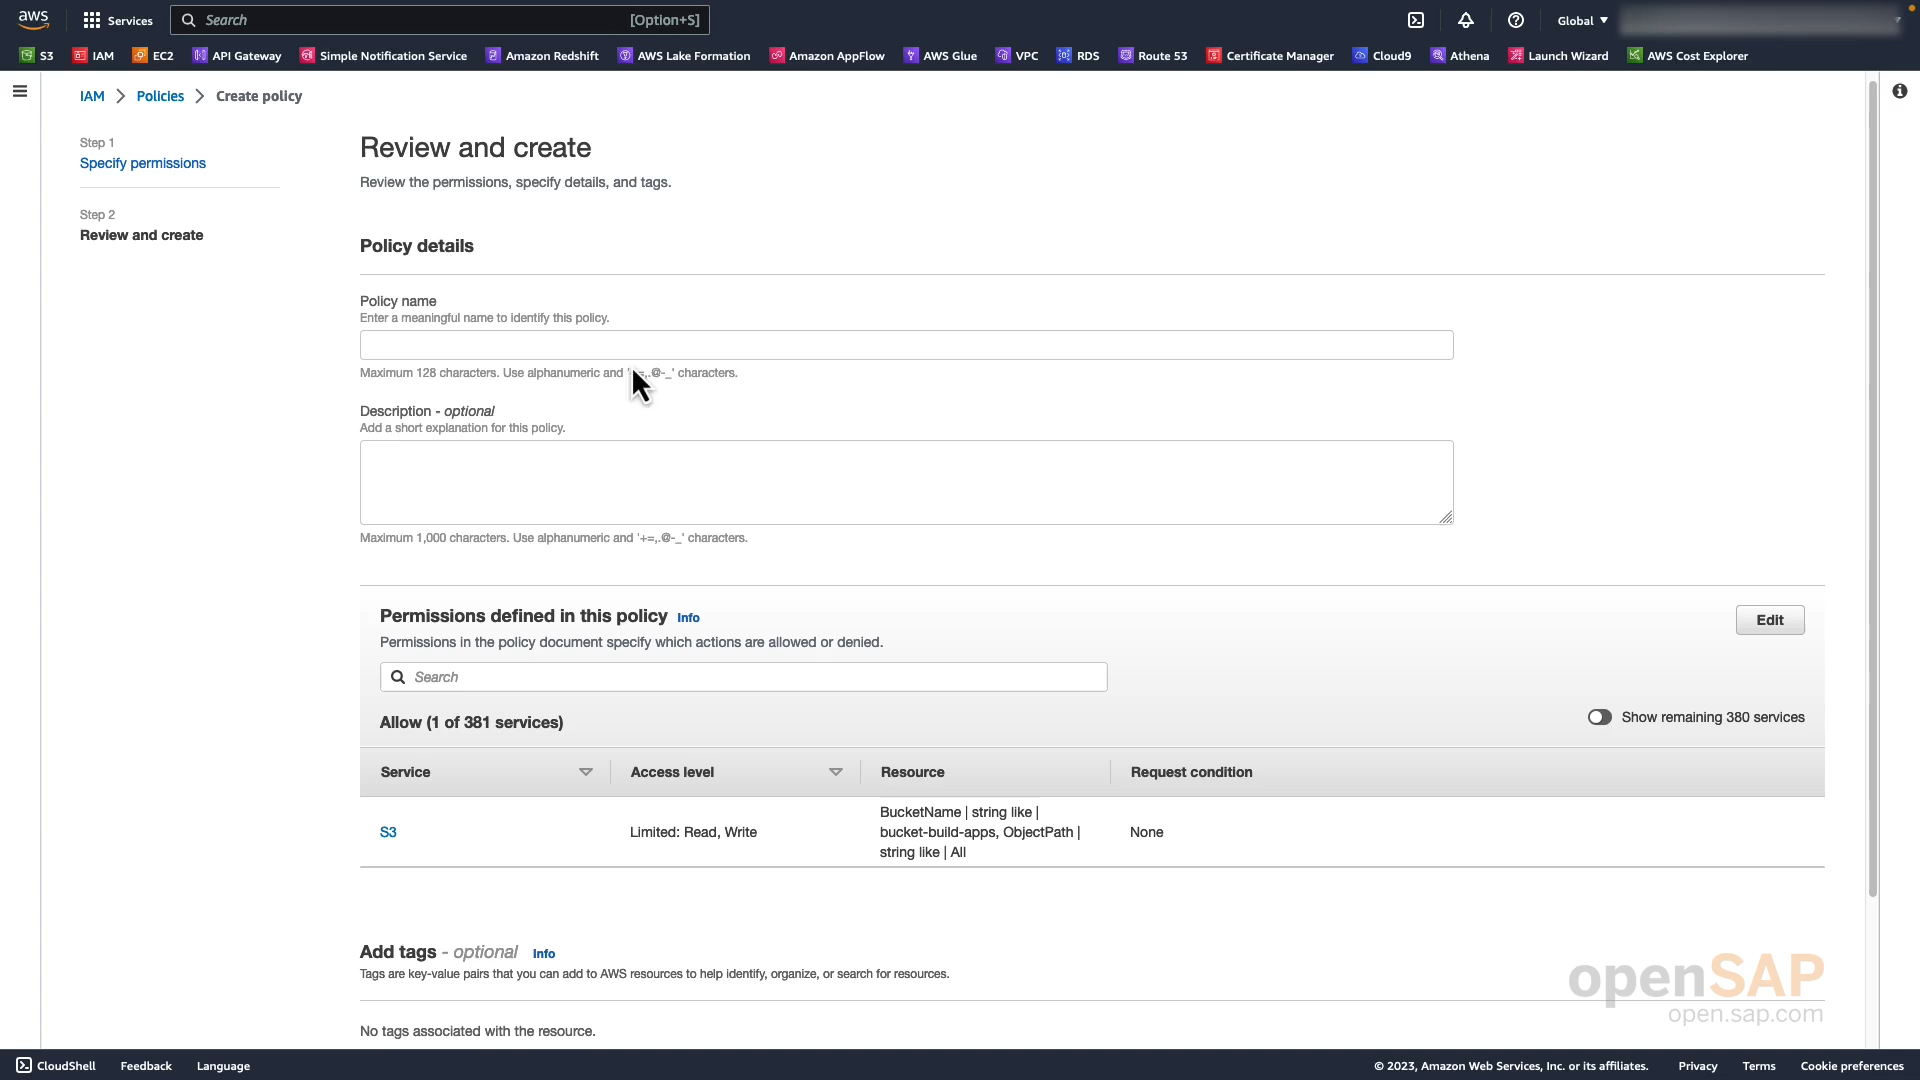 aws
Services
Search
[Option+S]
Global
S3
IAM
EC2
API Gateway
Simple Notification Service
Amazon Redshift
AWS Lake Formation
Amazon AppFlow
AWS Glue
VPC
RDS
Route 53
Certificate Manager
Cloud9
Athena
Launch Wizard
AWS Cost Explorer
IAM > Policies > Create policy
Step 1
Specify permissions
Step 2
Review and create
Review and create
Review the permissions, specify details, and tags.
Policy details
Policy name
Enter a meaningful name to identify this policy.
Maximum 128 characters. Use alphanumeric and '=,.@-_' characters.
Description - optional
Add a short explanation for this policy.
Maximum 1,000 characters. Use alphanumeric and '+=,.@-_' characters.
Permissions defined in this policy Info
Edit
Permissions in the policy document specify which actions are allowed or denied.
Search
Allow (1 of 381 services)
Show remaining 380 services
Service
Access level
Resource
Request condition
S3
Limited: Read, Write
BucketName | string like |
bucket-build-apps, ObjectPath |
string like | All
None
Add tags - optional Info
Tags are key-value pairs that you can add to AWS resources to help identify, organize, or search for resources.
No tags associated with the resource.
openSAP
open.sap.com
CloudShell
Feedback
Language
© 2023, Amazon Web Services, Inc. or its affiliates.
Privacy
Terms
Cookie preferences